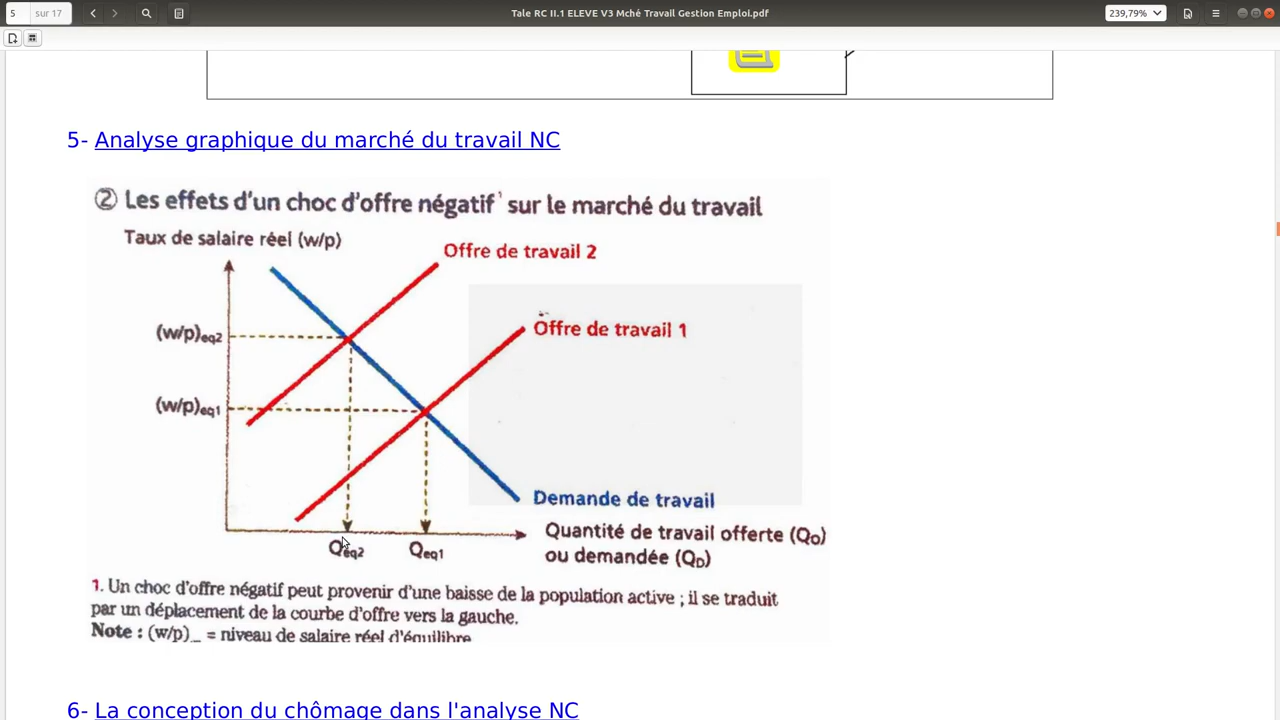 5 sur 17 Tale RC II.1 ELEVE V3 Mché Travail Gestion Emploi.pdf 239,79%
5- Analyse graphique du marché du travail NC
② Les effets d'un choc d'offre négatif¹ sur le marché du travail
Taux de salaire réel (w/p)
Offre de travail 2
(w/p)eq2
Offre de travail 1
(w/p)eq1
Demande de travail
Quantité de travail offerte (QO)
ou demandée (QD)
Qeq2 Qeq1
1. Un choc d'offre négatif peut provenir d'une baisse de la population active ; il se traduit
par un déplacement de la courbe d'offre vers la gauche.
Note : (w/p)_ = niveau de salaire réel d'équilibre
6- La conception du chômage dans l'analyse NC